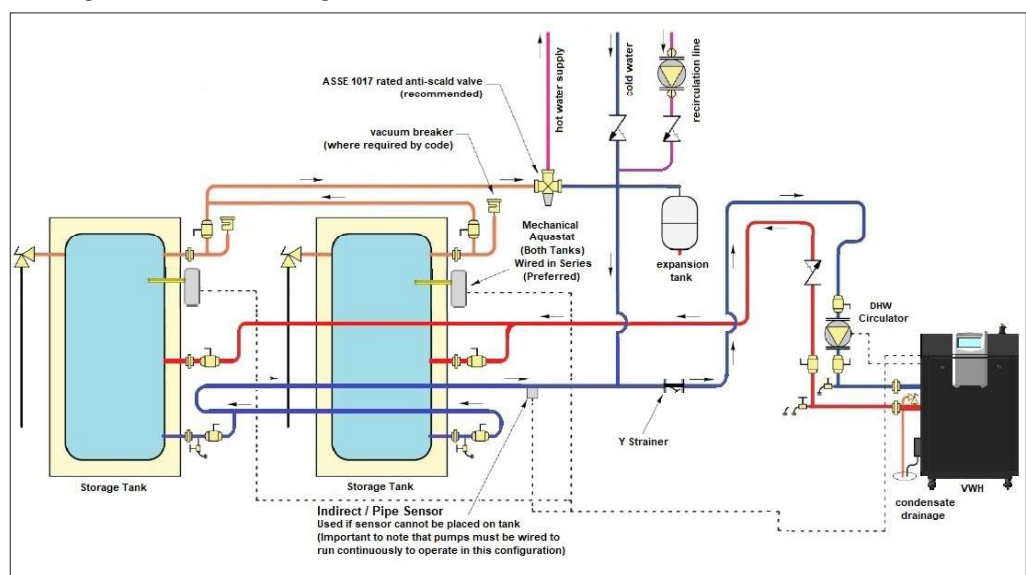 ASSE 1017 rated anti-scald valve
(recommended)
hot water supply
cold water
recirculation line
vacuum breaker
(where required by code)
Mechanical
Aquastat
(Both Tanks)
Wired in Series
(Preferred)
expansion
tank
DHW
Circulator
Y Strainer
Storage Tank
Storage Tank
VWH
condensate
drainage
Indirect / Pipe Sensor
Used if sensor cannot be placed on tank
(Important to note that pumps must be wired to
run continuously to operate in this configuration)